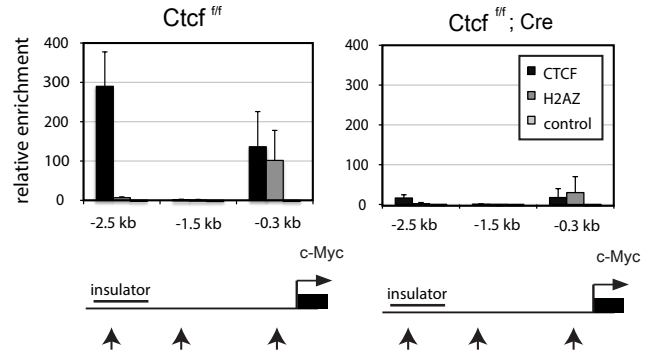 Ctcf f/f
Ctcf f/f; Cre
relative enrichment
400
300
200
100
0
-2.5 kb
-1.5 kb
-0.3 kb
400
300
200
100
0
CTCF
H2AZ
control
-2.5 kb
-1.5 kb
-0.3 kb
c-Myc
insulator
c-Myc
insulator